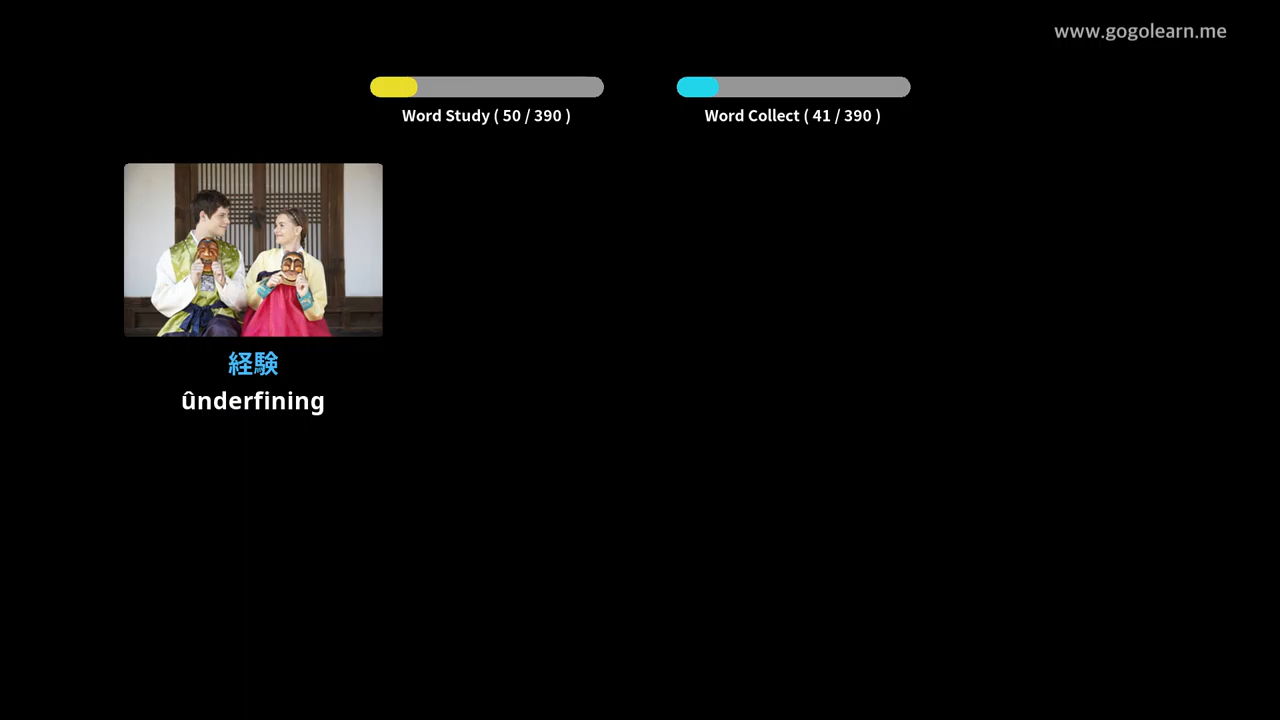 www.gogolearn.me
Word Study ( 50 / 390 )
Word Collect ( 41 / 390 )
経験
ûnderfining